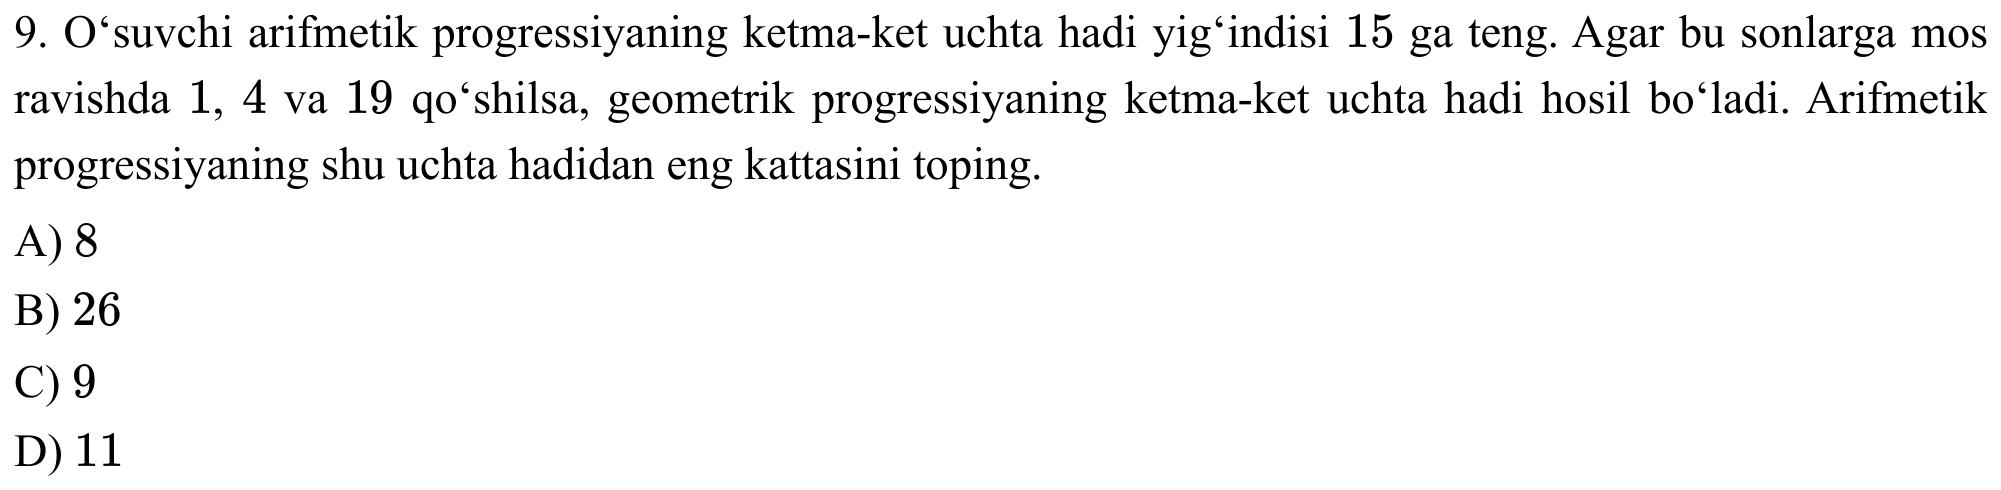 9. O‘suvchi arifmetik progressiyaning ketma-ket uchta hadi yig‘indisi 15 ga teng. Agar bu sonlarga mos
ravishda 1, 4 va 19 qo‘shilsa, geometrik progressiyaning ketma-ket uchta hadi hosil bo‘ladi. Arifmetik
progressiyaning shu uchta hadidan eng kattasini toping.
A) 8
B) 26
C) 9
D) 11